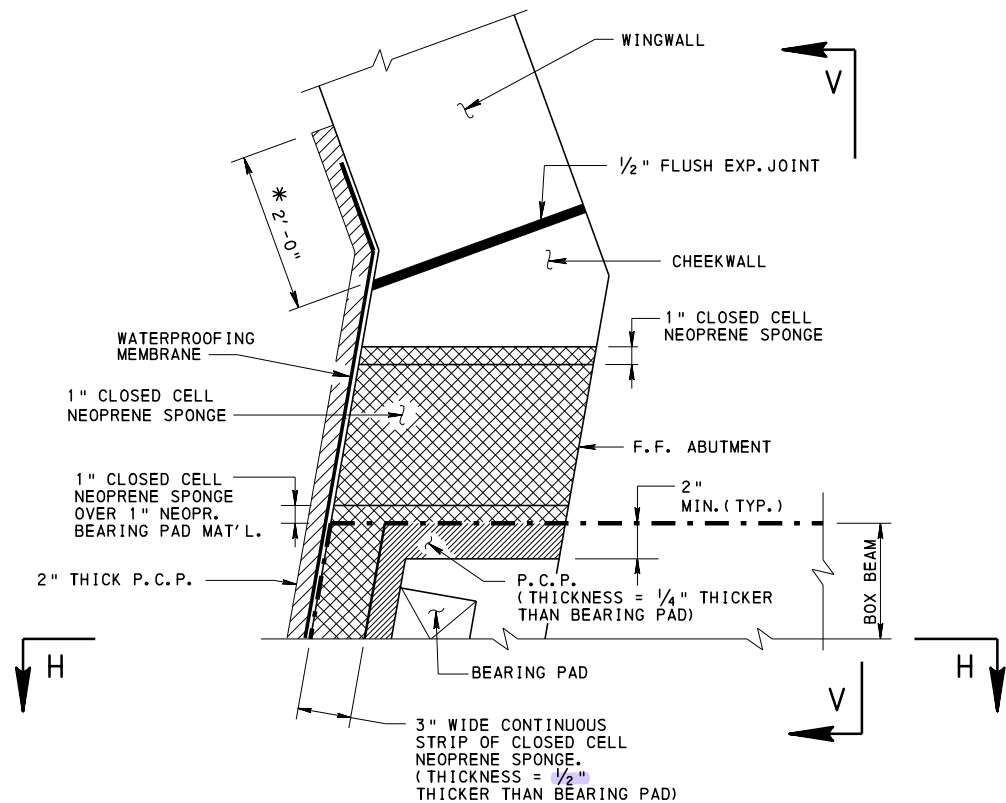 WINGWALL
V
1/2" FLUSH EXP. JOINT
* 2'-0"
CHEEKWALL
1" CLOSED CELL
NEOPRENE SPONGE
WATERPROOFING
MEMBRANE
1" CLOSED CELL
NEOPRENE SPONGE
F.F. ABUTMENT
1" CLOSED CELL
NEOPRENE SPONGE
OVER 1" NEOPR.
BEARING PAD MAT'L.
2"
MIN. (TYP.)
2" THICK P.C.P.
P.C.P.
(THICKNESS = 1/4" THICKER
THAN BEARING PAD)
BOX BEAM
H
H
BEARING PAD
V
3" WIDE CONTINUOUS
STRIP OF CLOSED CELL
NEOPRENE SPONGE.
(THICKNESS = 1/2"
THICKER THAN BEARING PAD)